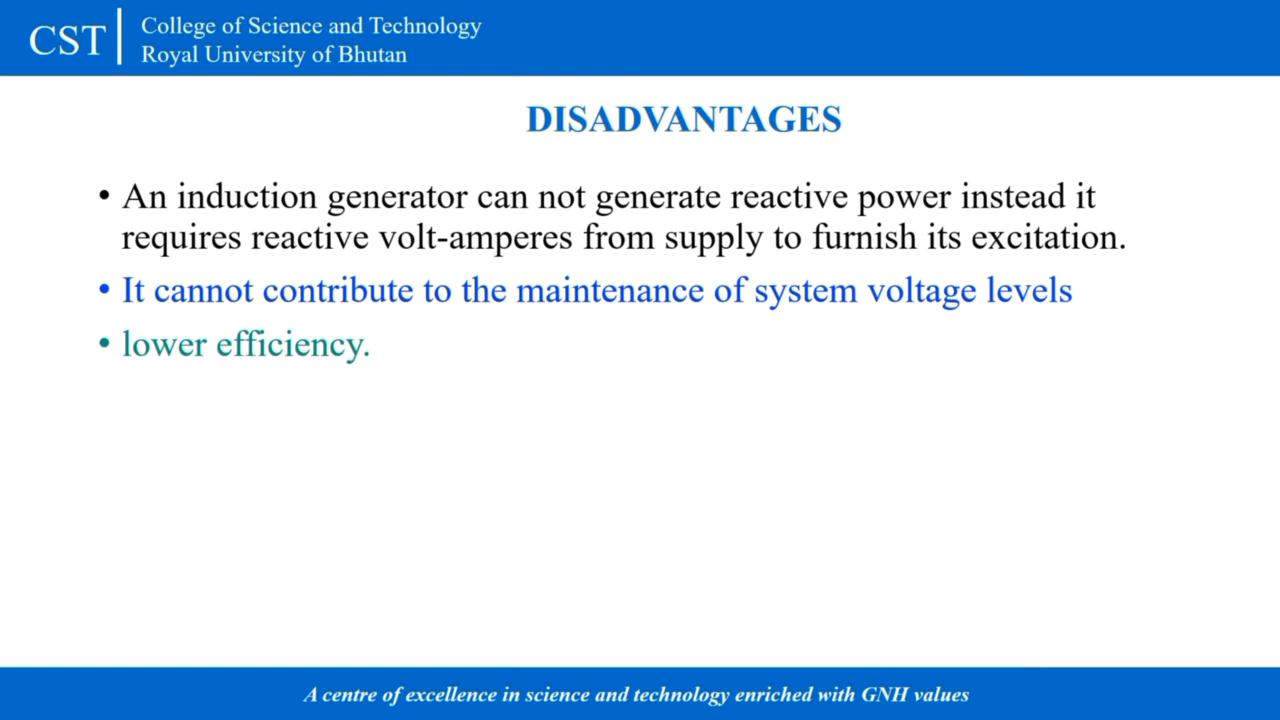 CST
College of Science and Technology
Royal University of Bhutan
DISADVANTAGES
• An induction generator can not generate reactive power instead it
requires reactive volt-amperes from supply to furnish its excitation.
• It cannot contribute to the maintenance of system voltage levels
• lower efficiency.
A centre of excellence in science and technology enriched with GNH values